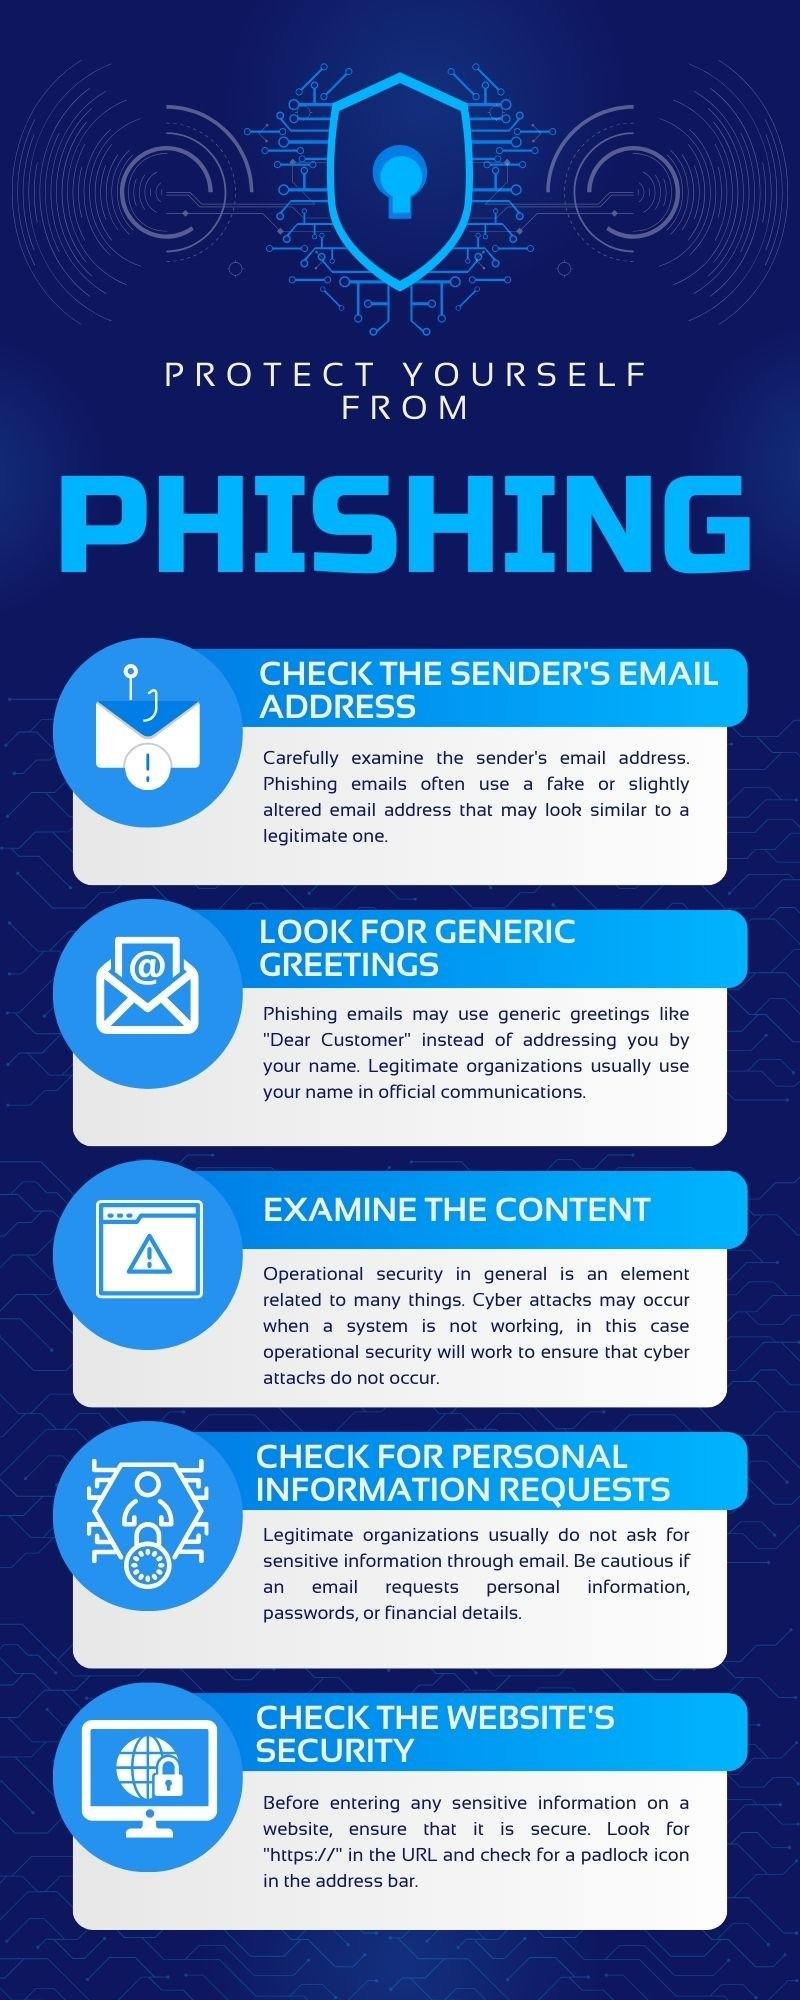 PROTECT YOURSELF
FROM
PHISHING
CHECK THE SENDER'S EMAIL
ADDRESS
Carefully examine the sender's email address.
Phishing emails often use a fake or slightly
altered email address that may look similar to a
legitimate one.
@
LOOK FOR GENERIC
GREETINGS
Phishing emails may use generic greetings like
"Dear Customer" instead of addressing you by
your name. Legitimate organizations usually use
your name in official communications.
EXAMINE THE CONTENT
Operational security in general is an element
related to many things. Cyber attacks may occur
when a system is not working, in this case
operational security will work to ensure that cyber
attacks do not occur.
CHECK FOR PERSONAL
INFORMATION REQUESTS
Legitimate organizations usually do not ask for
sensitive information through email. Be cautious if
an email requests personal information,
passwords, or financial details.
CHECK THE WEBSITE'S
SECURITY
Before entering any sensitive information on a
website, ensure that it is secure. Look for
"https://" in the URL and check for a padlock icon
in the address bar.